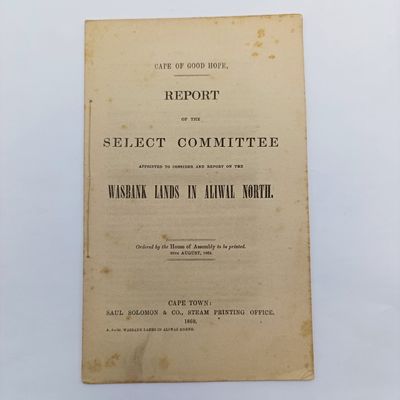 CAPE OF GOOD HOPE,
REPORT
OF THE
SELECT COMMITTEE
APPOINTED TO CONSIDER AND REPORT ON THE
WASBANK LANDS IN ALIWAL NORTH.
Ordered by the House of Assembly to be printed.
AUGUST,
CAPE TOWN:
SAUL SOLOMON & CO., STEAM PRINTING OFFICE.
WASBANK LANDS IN ALIWAL NORTH.